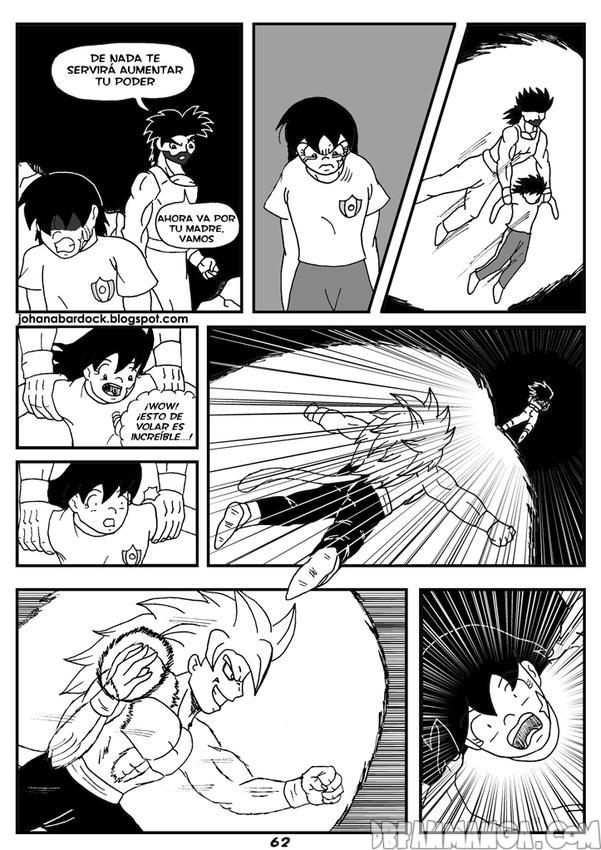 DE NADA TE
SERVIRÁ AUMENTAR
TU PODER
AHORA VA POR
TU MADRE,
VAMOS
johanabardock.blogspot.com
¡WOW!
¡ESTO DE
VOLAR ES
INCREÍBLE...!
62
DBFANMANGA.COM